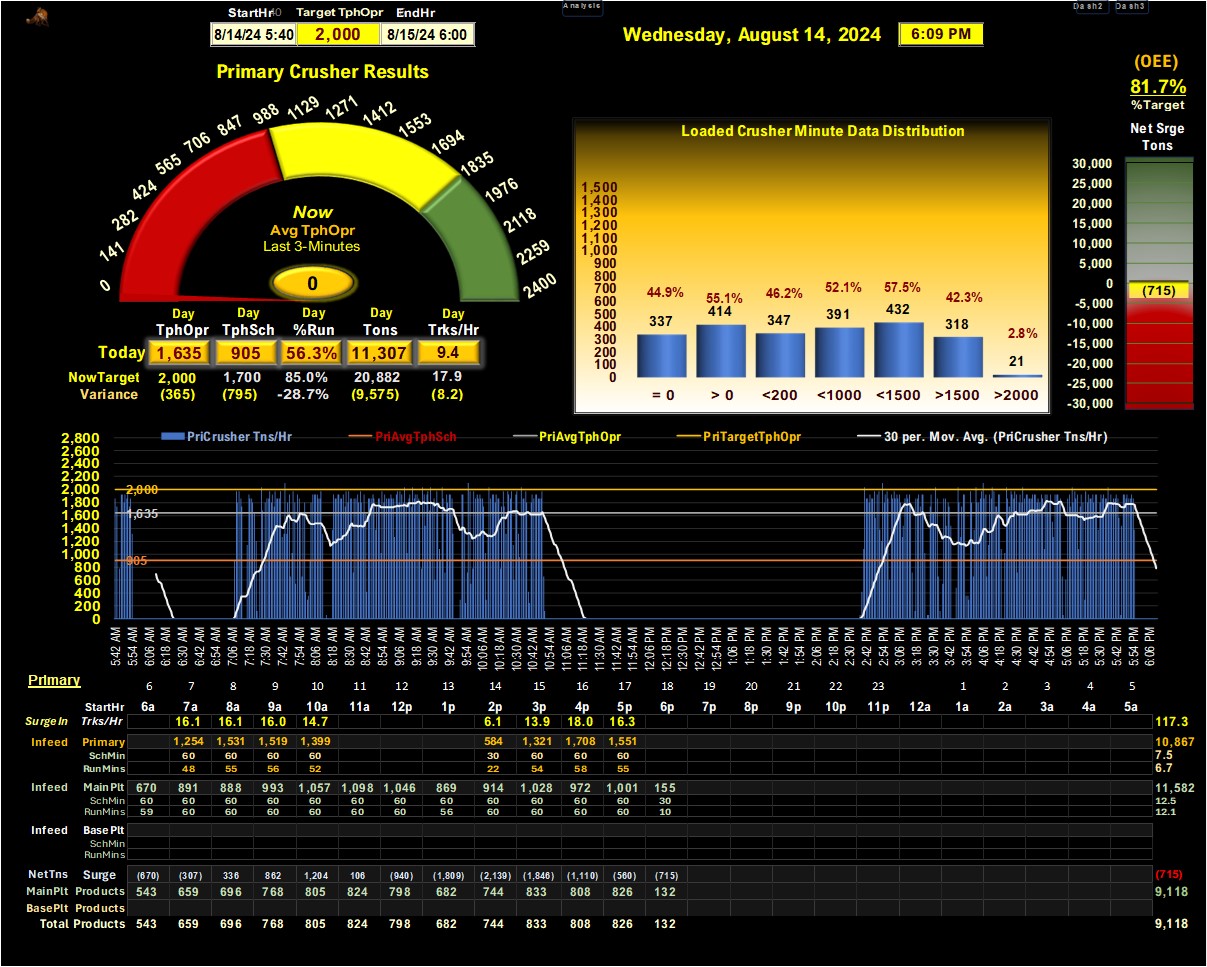 Analysis
Dash2 Dash3
StartHr Target TphOpr EndHr
8/14/24 5:40 2,000 8/15/24 6:00
Wednesday, August 14, 2024 6:09 PM
(OEE)
81.7%
%Target
Primary Crusher Results
0 141 282 424 565 706 847 988 1129 1271 1412 1553 1694 1835 1976 2118 2259 2400
Now
Avg TphOpr
Last 3-Minutes
0
Day Day Day Day Day
TphOpr TphSch %Run Tons Trks/Hr
Today 1,635 905 56.3% 11,307 9.4
NowTarget 2,000 1,700 85.0% 20,882 17.9
Variance (365) (795) -28.7% (9,575) (8.2)
Loaded Crusher Minute Data Distribution
1,500
1,400
1,300
1,200
1,100
1,000
900
800
700
600
500
400
300
200
100
0
44.9% 55.1% 46.2% 52.1% 57.5% 42.3% 2.8%
337 414 347 391 432 318 21
= 0 > 0 <200 <1000 <1500 >1500 >2000
Net Srge
Tons
30,000
25,000
20,000
15,000
10,000
5,000
0
(715)
-5,000
-10,000
-15,000
-20,000
-25,000
-30,000
PriCrusher Tns/Hr PriAvgTphSch PriAvgTphOpr PriTargetTphOpr 30 per. Mov. Avg. (PriCrusher Tns/Hr)
2,800
2,600
2,400
2,200
2,000
1,800
1,600
1,400
1,200
1,000
800
600
400
200
0
2,000
1,635
905
5:42 AM 5:54 AM 6:06 AM 6:18 AM 6:30 AM 6:42 AM 6:54 AM 7:06 AM 7:18 AM 7:30 AM 7:42 AM 7:54 AM 8:06 AM 8:18 AM 8:30 AM 8:42 AM 8:54 AM 9:06 AM 9:18 AM 9:30 AM 9:42 AM 9:54 AM 10:06 AM 10:18 AM 10:30 AM 10:42 AM 10:54 AM 11:06 AM 11:18 AM 11:30 AM 11:42 AM 11:54 AM 12:06 PM 12:18 PM 12:30 PM 12:42 PM 12:54 PM 1:06 PM 1:18 PM 1:30 PM 1:42 PM 1:54 PM 2:06 PM 2:18 PM 2:30 PM 2:42 PM 2:54 PM 3:06 PM 3:18 PM 3:30 PM 3:42 PM 3:54 PM 4:06 PM 4:18 PM 4:30 PM 4:42 PM 4:54 PM 5:06 PM 5:18 PM 5:30 PM 5:42 PM 5:54 PM 6:06 PM
Primary 6 7 8 9 10 11 12 13 14 15 16 17 18 19 20 21 22 23 1 2 3 4 5
StartHr 6a 7a 8a 9a 10a 11a 12p 1p 2p 3p 4p 5p 6p 7p 8p 9p 10p 11p 12a 1a 2a 3a 4a 5a
SurgeIn Trks/Hr 16.1 16.1 16.0 14.7 6.1 13.9 18.0 16.3 117.3
Infeed Primary 1,254 1,531 1,519 1,399 584 1,321 1,708 1,551 10,867
SchMin 60 60 60 60 30 60 60 60 7.5
RunMins 48 55 56 52 22 54 58 55 6.7
Infeed MainPlt 670 891 888 993 1,057 1,098 1,046 869 914 1,028 972 1,001 155 11,582
SchMin 60 60 60 60 60 60 60 60 60 60 60 60 30 12.5
RunMins 59 60 60 60 60 60 60 56 60 60 60 60 10 12.1
Infeed Base Plt
SchMin
RunMins
NetTns Surge (670) (307) 336 862 1,204 106 (940) (1,809) (2,139) (1,846) (1,110) (560) (715) (715)
MainPlt Products 543 659 696 768 805 824 798 682 744 833 808 826 132 9,118
BasePlt Products
Total Products 543 659 696 768 805 824 798 682 744 833 808 826 132 9,118